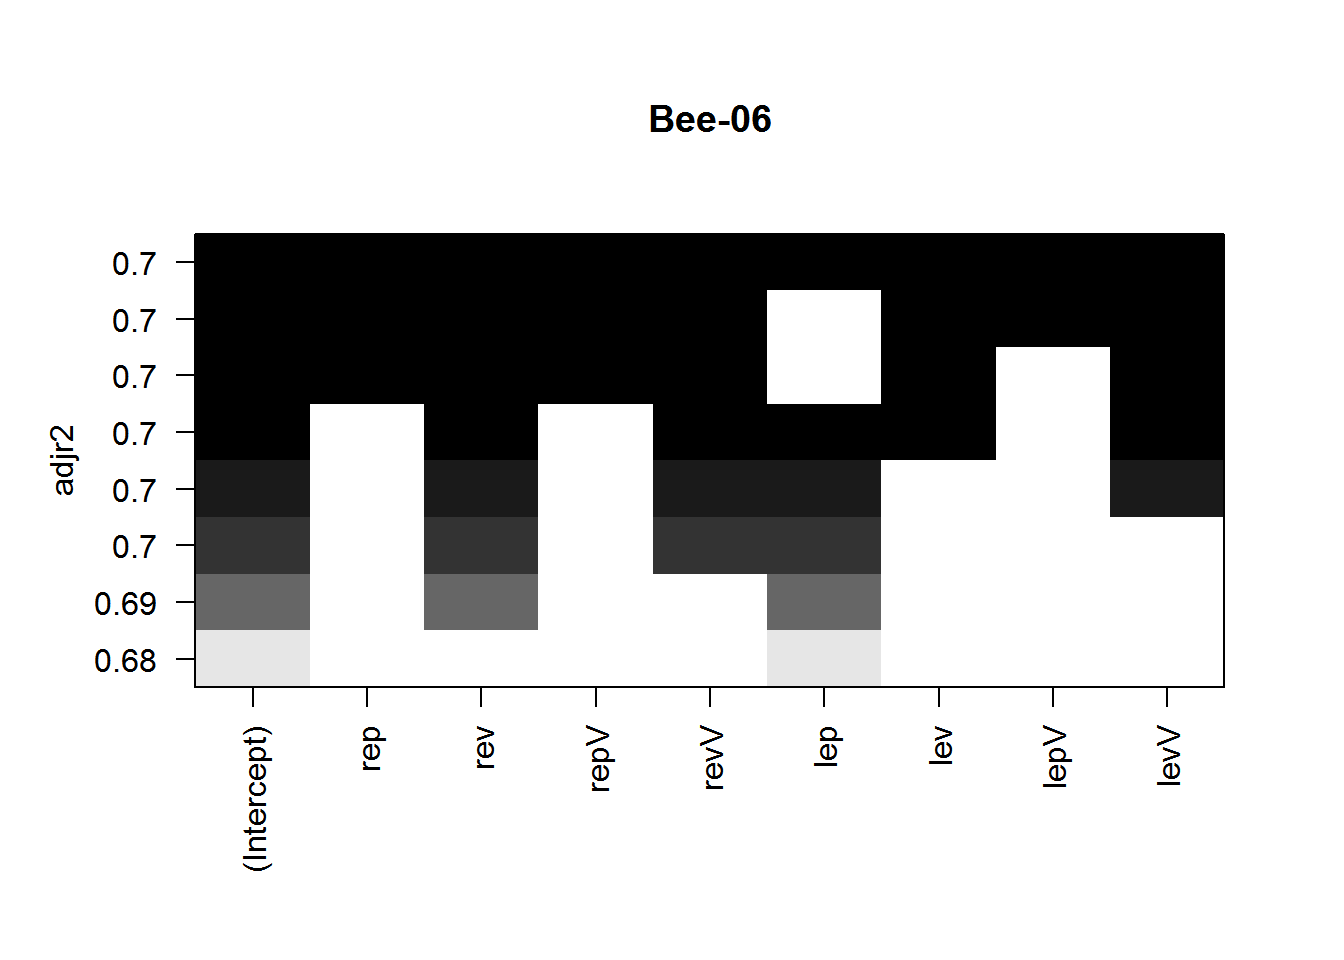 Bee-06
0.7
0.7
0.7
0.7
0.7
0.7
0.69
0.68
adjr2
(Intercept)
rep
rev
repV
revV
lep
lev
lepV
levV